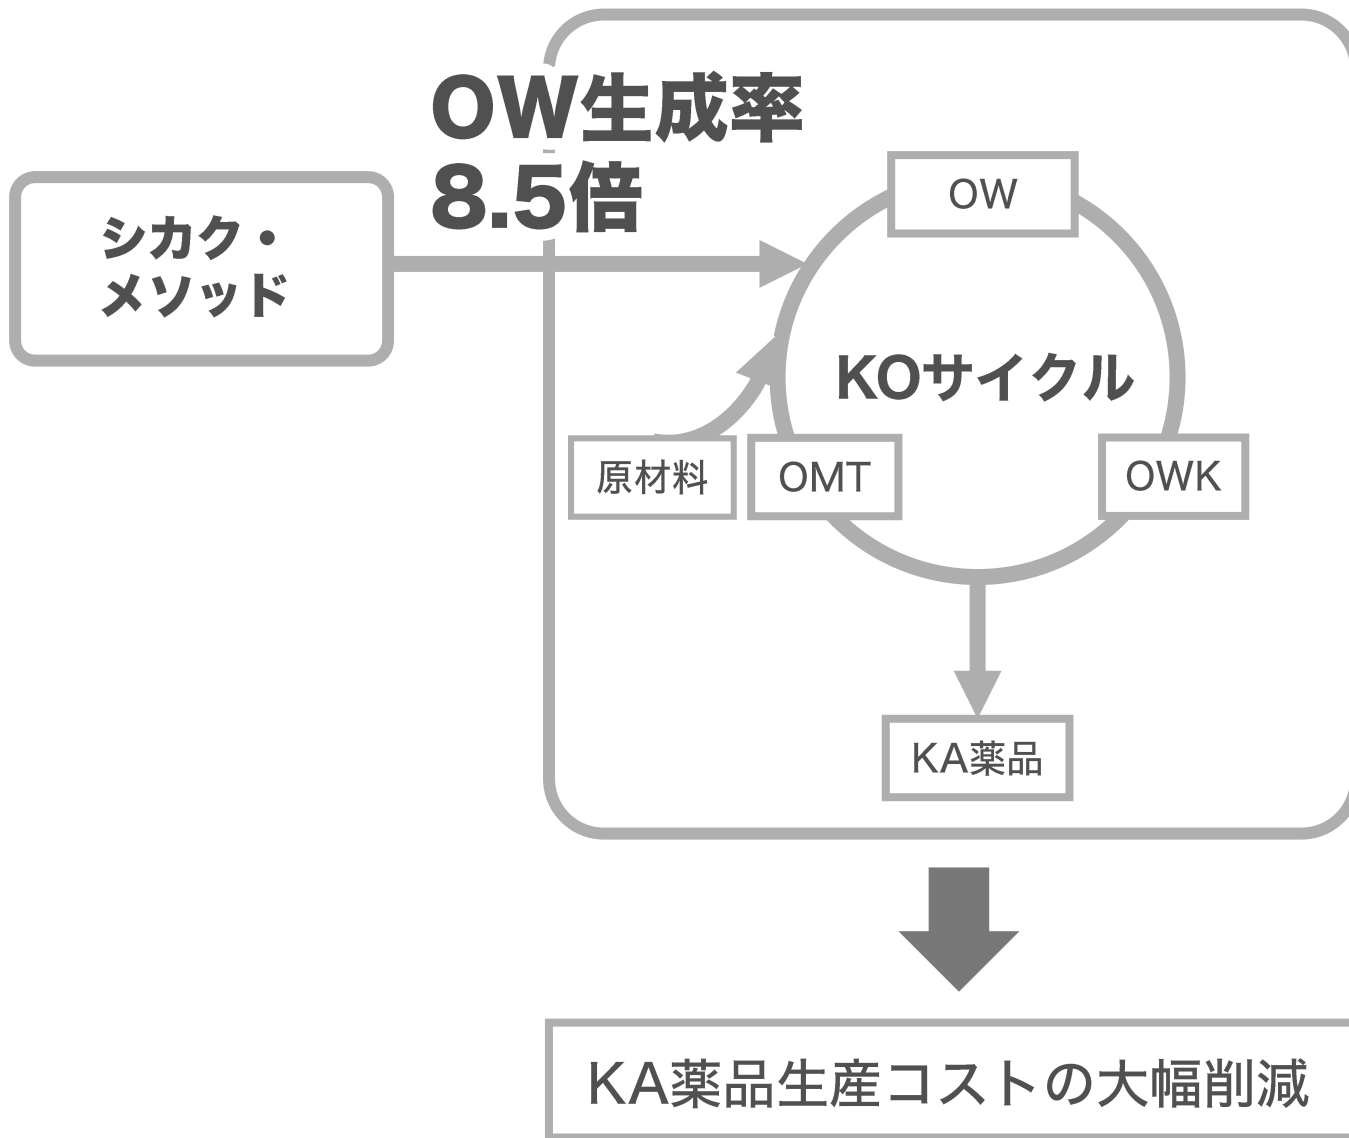 OW生成率
8.5倍
シカク・
メソッド
OW
KOサイクル
原材料
OMT
OWK
KA薬品
KA薬品生産コストの大幅削減